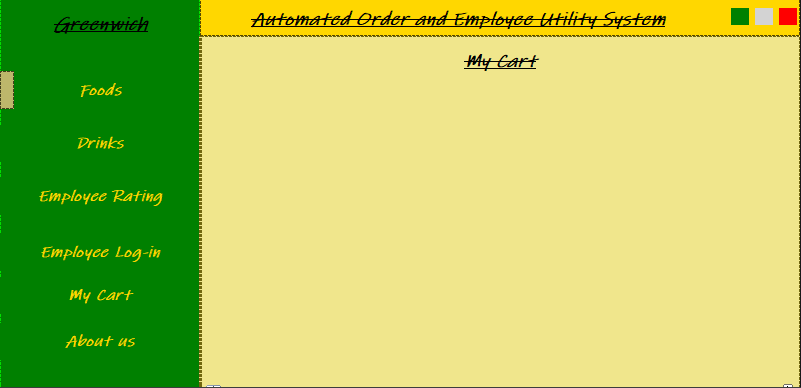 Greenwich
Automated Order and Employee Utility System
My Cart
Foods
Drinks
Employee Rating
Employee Log-in
My Cart
About us